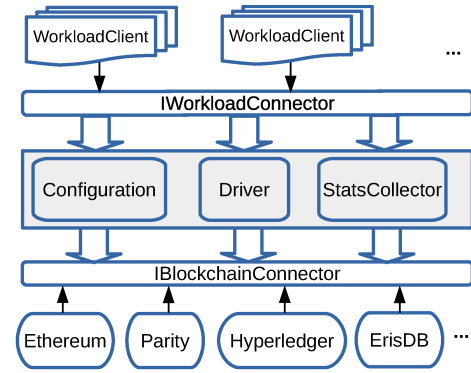 WorkloadClient
WorkloadClient
...
IWorkloadConnector
Configuration
Driver
StatsCollector
IBlockchainConnector
Ethereum
Parity
Hyperledger
ErisDB
...